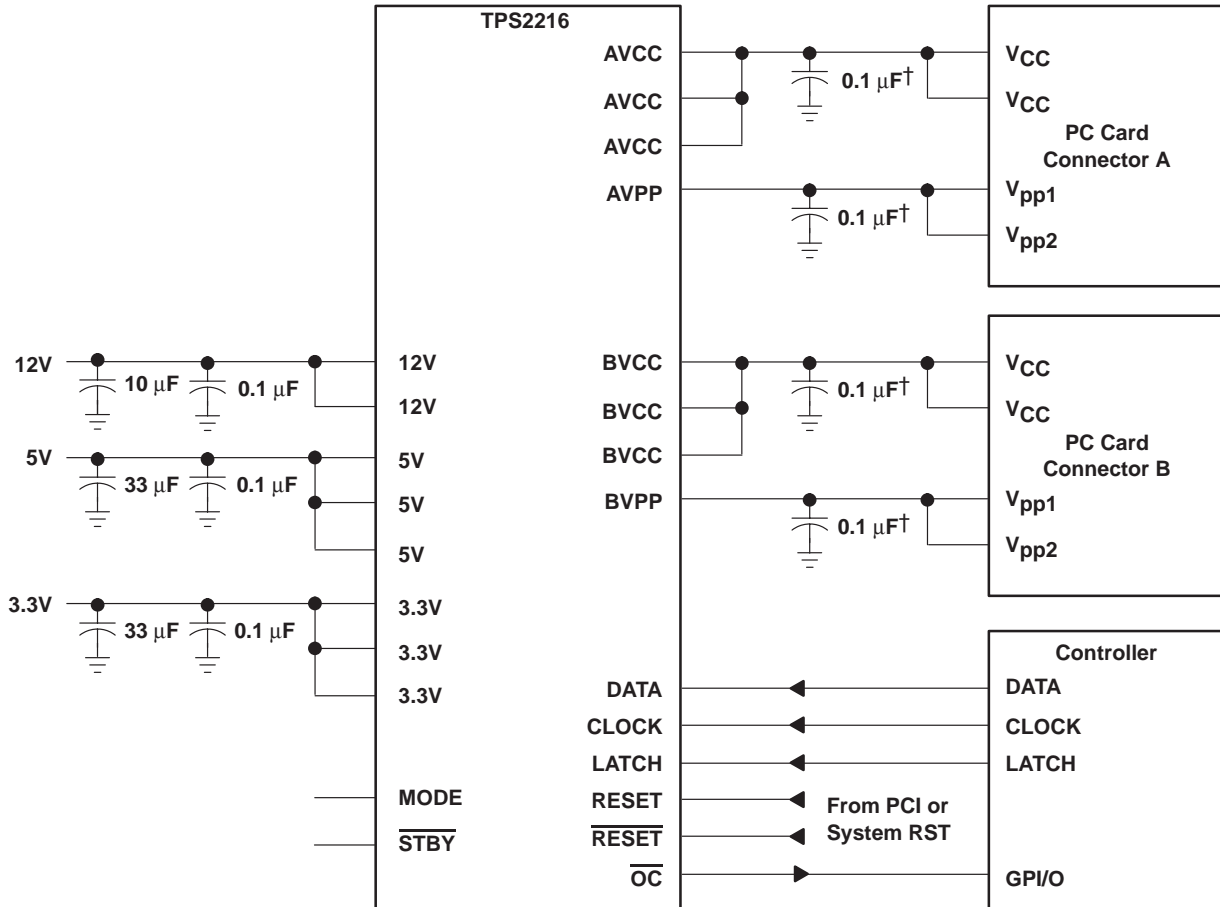 TPS2216
AVCC
AVCC
AVCC
AVPP
0.1 μF†
0.1 μF†
VCC
VCC
PC Card
Connector A
Vpp1
Vpp2
12V
10 μF
0.1 μF
12V
12V
5V
33 μF
0.1 μF
5V
5V
5V
3.3V
33 μF
0.1 μF
3.3V
3.3V
3.3V
BVCC
BVCC
BVCC
BVPP
0.1 μF†
0.1 μF†
VCC
VCC
PC Card
Connector B
Vpp1
Vpp2
MODE
STBY
DATA
CLOCK
LATCH
RESET
RESET
OC
From PCI or
System RST
Controller
DATA
CLOCK
LATCH
GPI/O